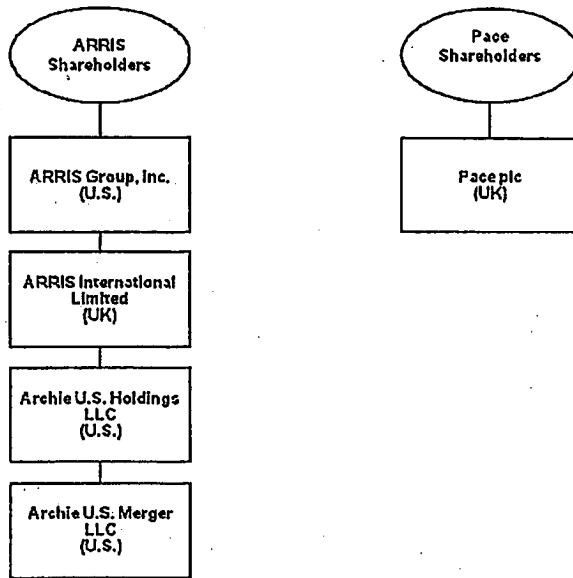 ARRIS
Shareholders
Pace
Shareholders
ARRIS Group, Inc.
(U.S.)
Pace plc
(UK)
ARRIS International
Limited
(UK)
Archie U.S. Holdings
LLC
(U.S.)
Archie U.S. Merger
LLC
(U.S.)